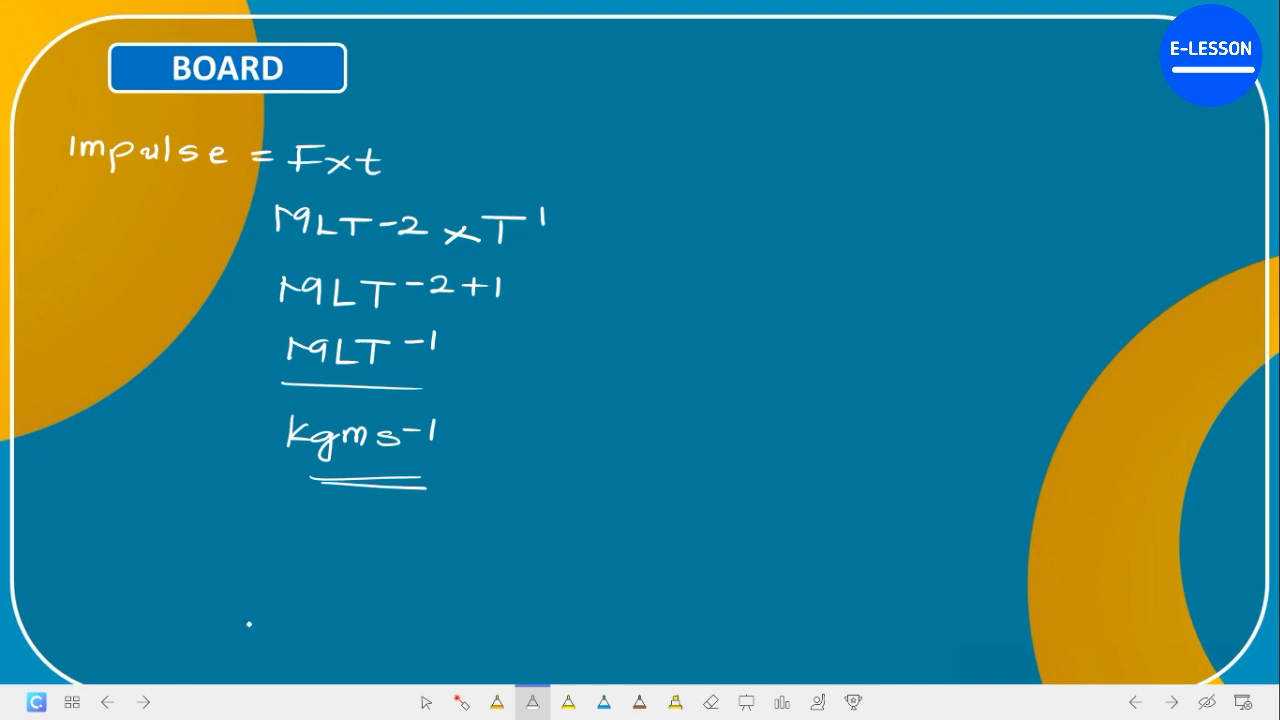 E-LESSON
BOARD
Impulse = F×t
MLT-2 × T¹
MLT⁻²⁺¹
MLT⁻¹
kgms⁻¹